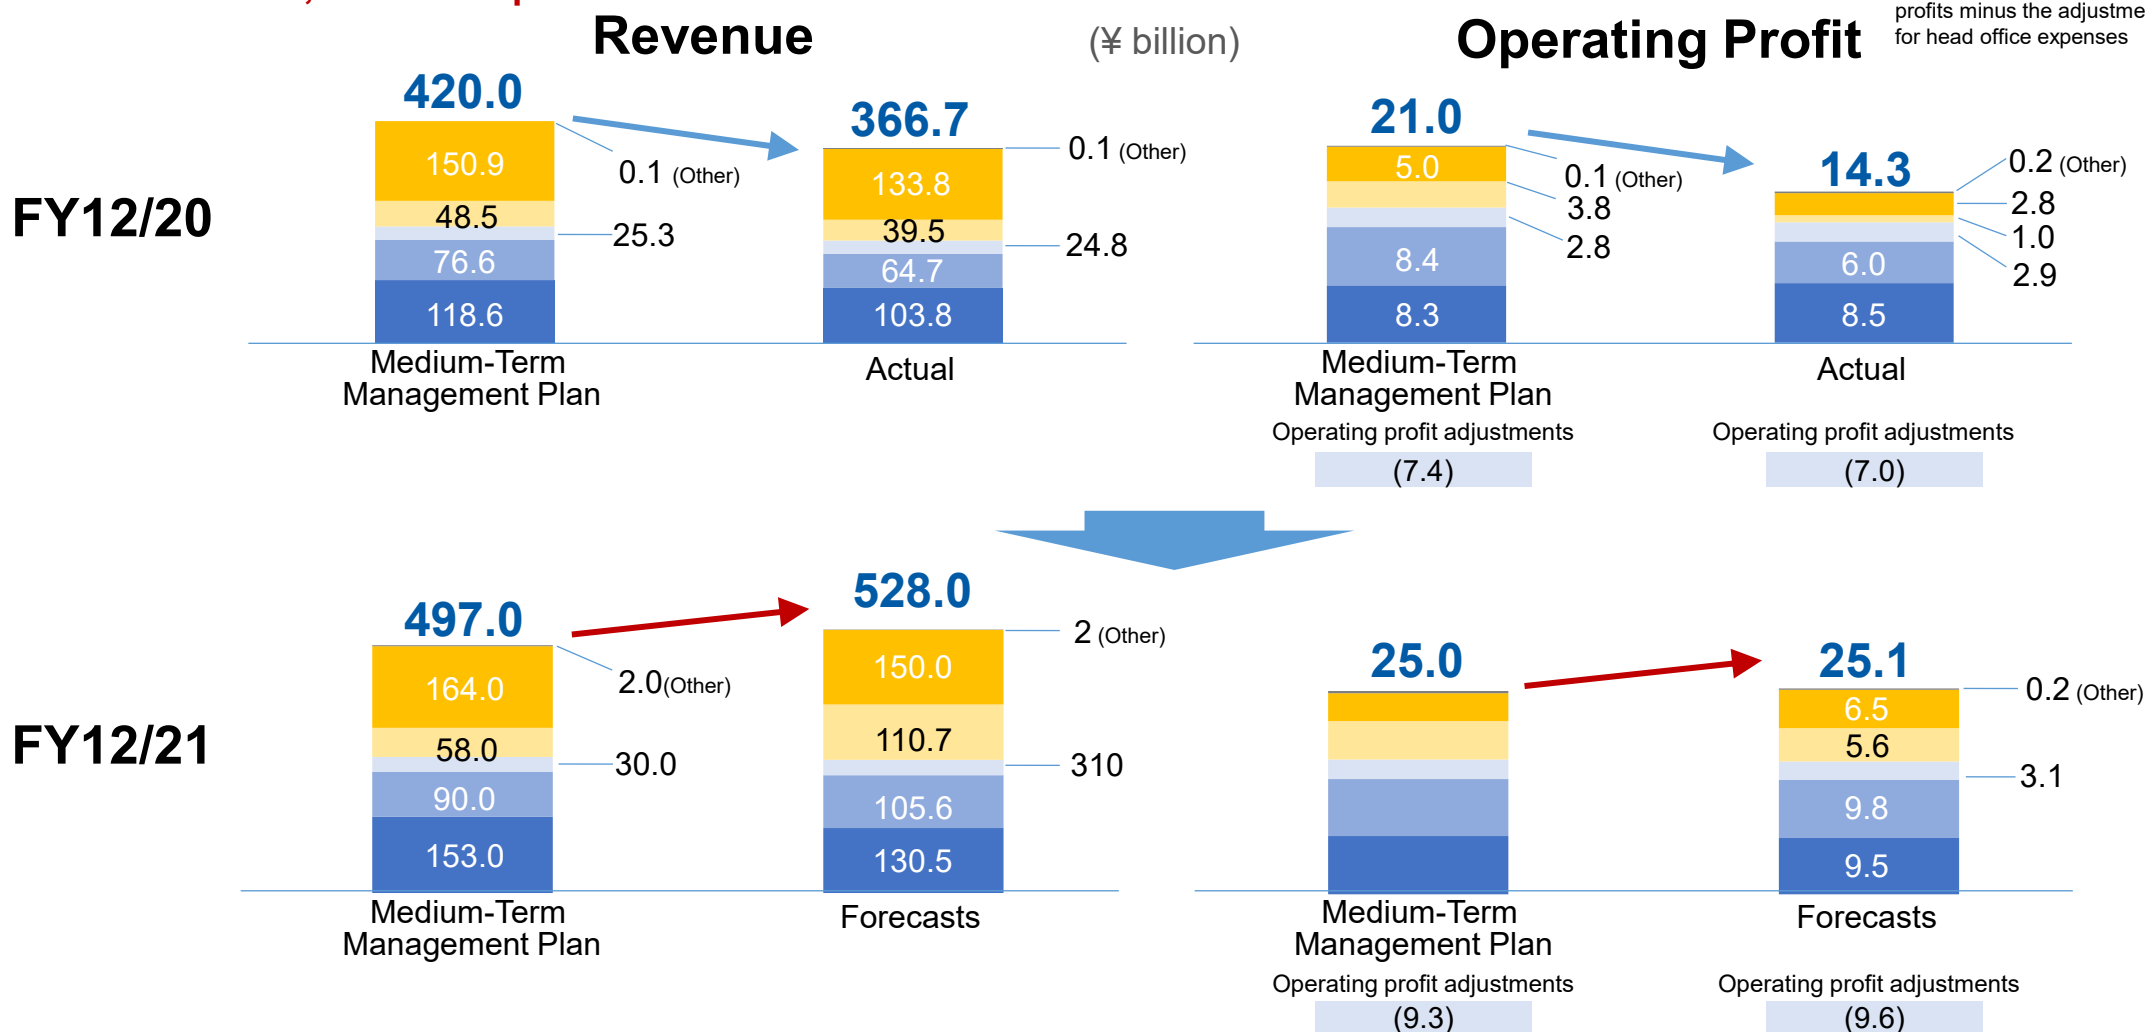 Revenue
(¥ billion)
Operating Profit
profits minus the adjustme
for head office expenses
FY12/20
420.0
150.9
48.5
76.6
118.6
0.1 (Other)
25.3
Medium-Term
Management Plan
366.7
133.8
39.5
64.7
103.8
0.1 (Other)
24.8
Actual
21.0
5.0
8.4
8.3
0.1 (Other)
3.8
2.8
Medium-Term
Management Plan
Operating profit adjustments
(7.4)
14.3
6.0
8.5
0.2 (Other)
2.8
1.0
2.9
Actual
Operating profit adjustments
(7.0)
FY12/21
497.0
164.0
58.0
90.0
153.0
2.0(Other)
30.0
Medium-Term
Management Plan
528.0
150.0
110.7
105.6
130.5
2 (Other)
310
Forecasts
25.0
Medium-Term
Management Plan
Operating profit adjustments
(9.3)
25.1
6.5
5.6
9.8
9.5
0.2 (Other)
3.1
Forecasts
Operating profit adjustments
(9.6)